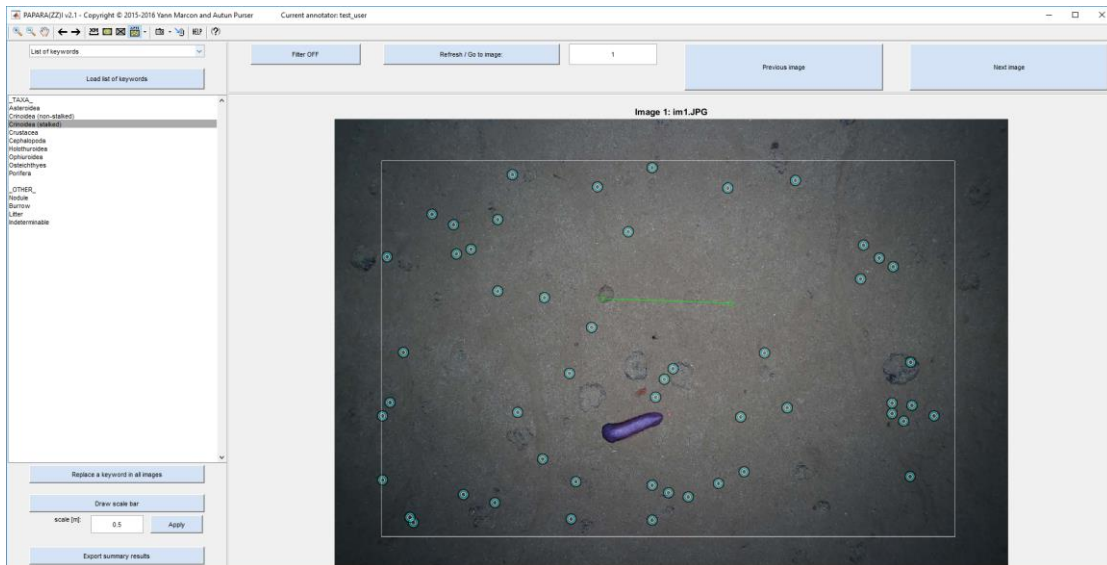 PAPARA(ZZ)I v2.1 - Copyright © 2015-2016 Yann Marcon and Autun Purser Current annotator: test_user
List of keywords
Load list of keywords
Filter OFF
Refresh / Go to image:
1
Previous image
Next image
_TAXA_
Asteroidea
Crinoidea (non-stalked)
Crinoidea (stalked)
Crustacea
Cephalopoda
Holothuroidea
Ophiuroidea
Osteichthyes
Porifera
_OTHER_
Nodule
Burrow
Litter
Indeterminable
Image 1: im1.JPG
Replace a keyword in all images
Draw scale bar
scale [m]:
0.5
Apply
Export summary results